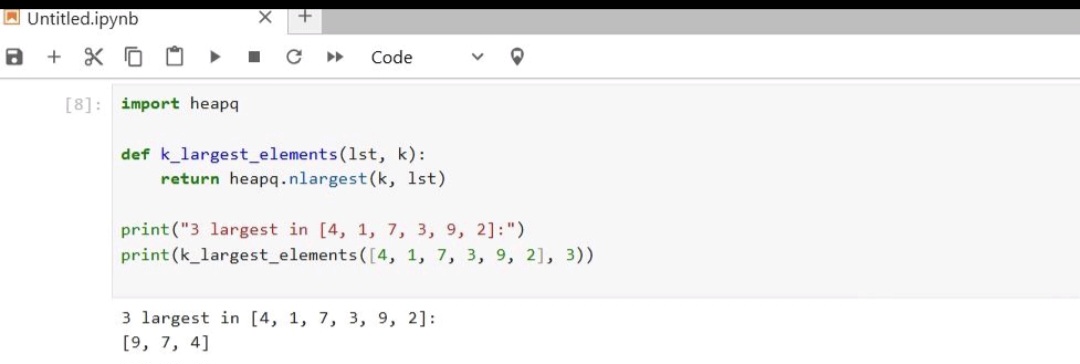 Untitled.ipynb
Code
[8]:
import heapq
def k_largest_elements(lst, k):
    return heapq.nlargest(k, lst)
print("3 largest in [4, 1, 7, 3, 9, 2]:")
print(k_largest_elements([4, 1, 7, 3, 9, 2], 3))
3 largest in [4, 1, 7, 3, 9, 2]:
[9, 7, 4]